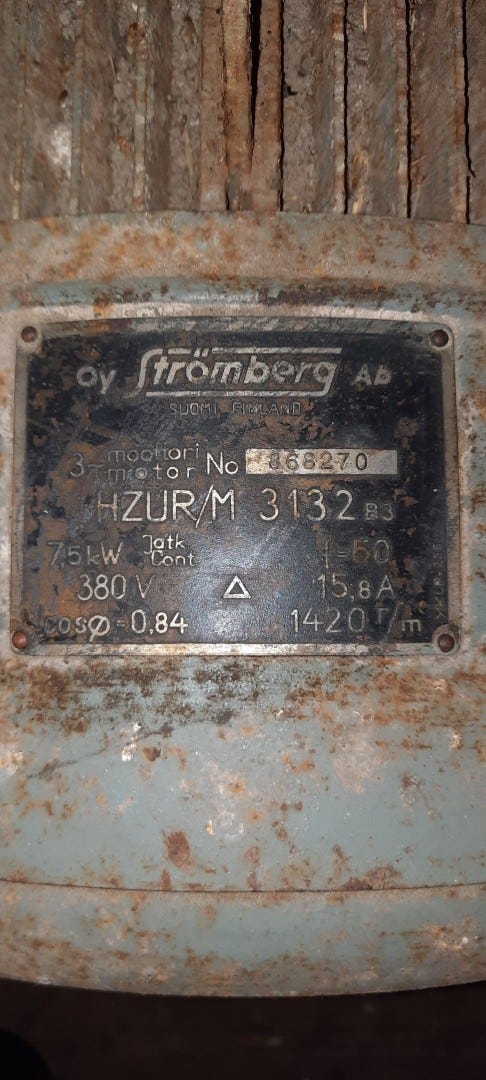 oy Strömberg Ab
SUOMI FINLAND
3~ moottori
motor No 868270
HZUR/M 3132 B3
7,5 kW Jatk Cont f=50
380 V △ 15,8 A
cosφ=0,84 1420 r/m